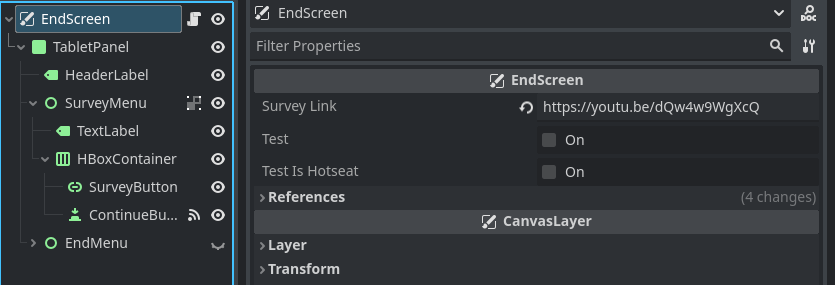 EndScreen
TabletPanel
HeaderLabel
SurveyMenu
TextLabel
HBoxContainer
SurveyButton
ContinueBu...
EndMenu
EndScreen
DOC
Filter Properties
EndScreen
Survey Link https://youtu.be/dQw4w9WgXcQ
Test On
Test Is Hotseat On
References (4 changes)
CanvasLayer
Layer
Transform